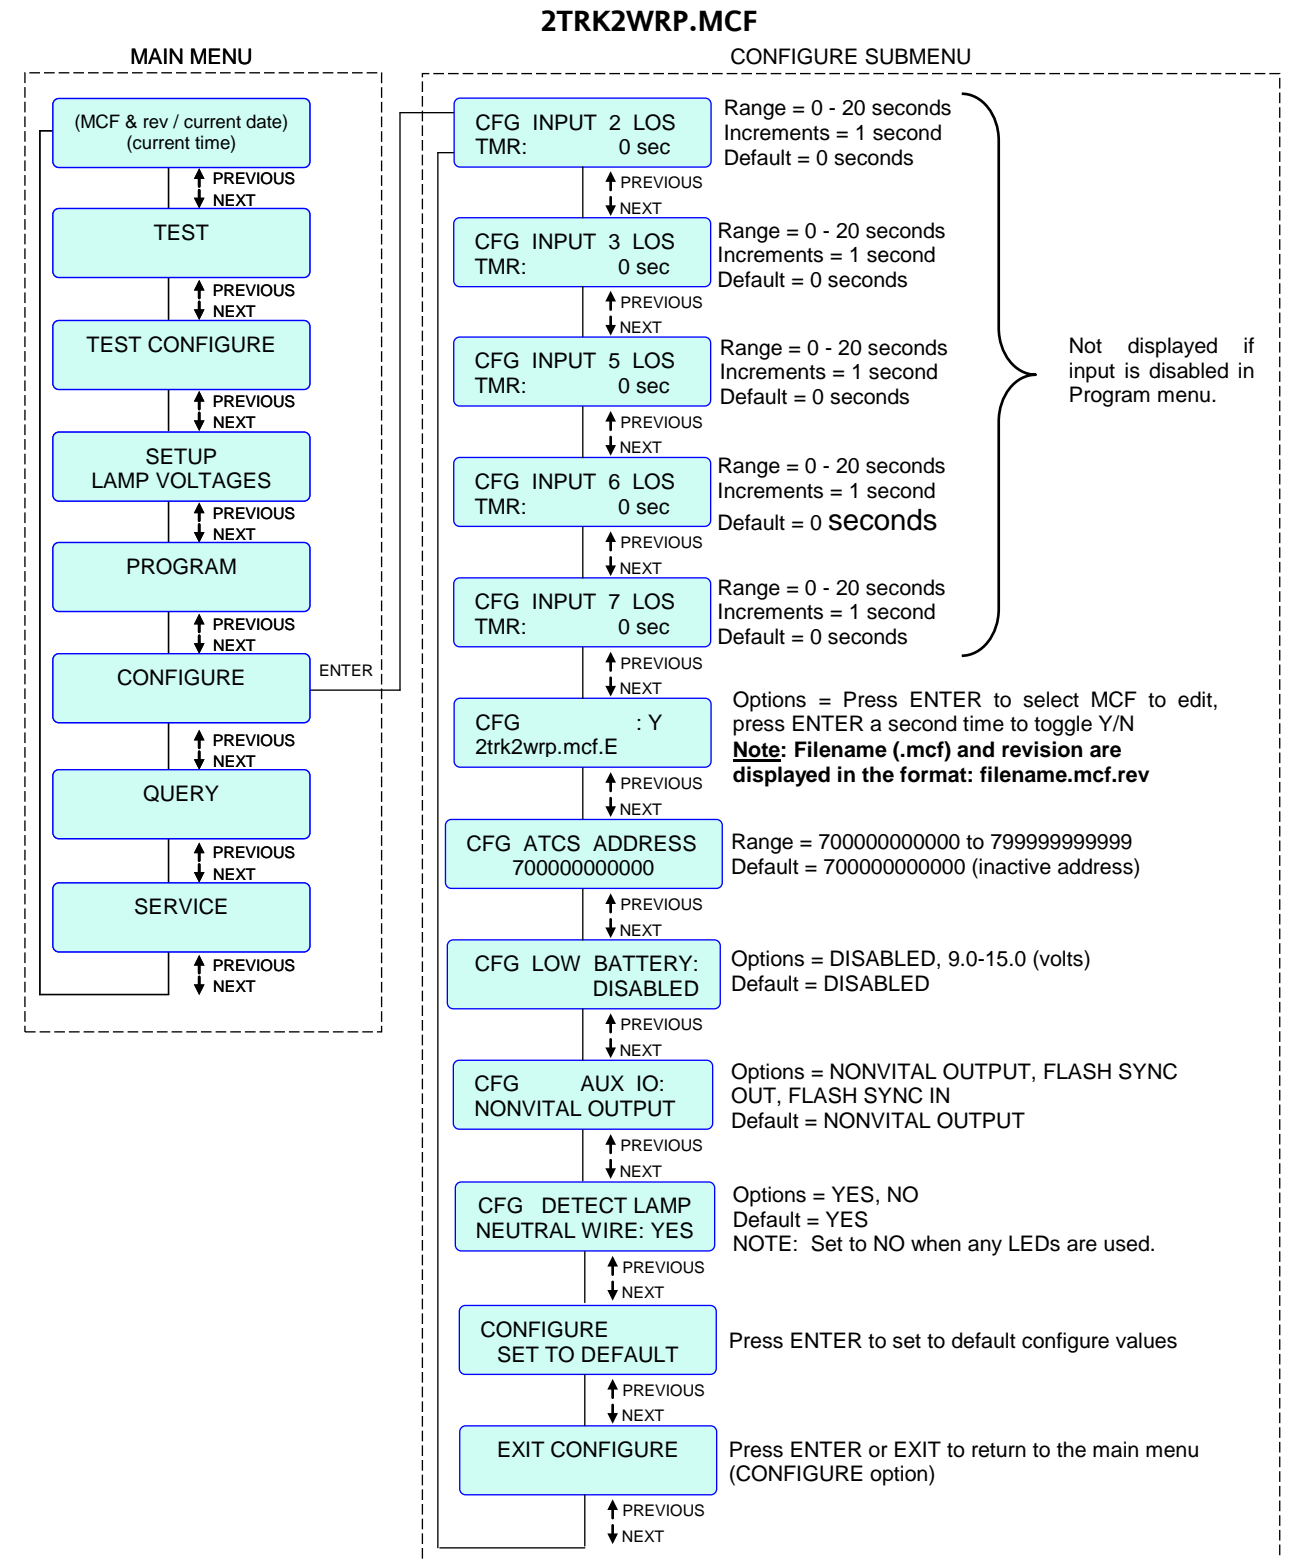 2TRK2WRP.MCF
MAIN MENU
(MCF & rev / current date)
(current time)
PREVIOUS
NEXT
TEST
PREVIOUS
NEXT
TEST CONFIGURE
PREVIOUS
NEXT
SETUP
LAMP VOLTAGES
PREVIOUS
NEXT
PROGRAM
PREVIOUS
NEXT
CONFIGURE
ENTER
PREVIOUS
NEXT
QUERY
PREVIOUS
NEXT
SERVICE
PREVIOUS
NEXT
CONFIGURE SUBMENU
CFG INPUT 2 LOS
TMR: 0 sec
Range = 0 - 20 seconds
Increments = 1 second
Default = 0 seconds
PREVIOUS
NEXT
CFG INPUT 3 LOS
TMR: 0 sec
Range = 0 - 20 seconds
Increments = 1 second
Default = 0 seconds
PREVIOUS
NEXT
CFG INPUT 5 LOS
TMR: 0 sec
Range = 0 - 20 seconds
Increments = 1 second
Default = 0 seconds
PREVIOUS
NEXT
CFG INPUT 6 LOS
TMR: 0 sec
Range = 0 - 20 seconds
Increments = 1 second
Default = 0 seconds
PREVIOUS
NEXT
CFG INPUT 7 LOS
TMR: 0 sec
Range = 0 - 20 seconds
Increments = 1 second
Default = 0 seconds
Not displayed if
input is disabled in
Program menu.
PREVIOUS
NEXT
CFG : Y
2trk2wrp.mcf.E
Options = Press ENTER to select MCF to edit,
press ENTER a second time to toggle Y/N
Note: Filename (.mcf) and revision are
displayed in the format: filename.mcf.rev
PREVIOUS
NEXT
CFG ATCS ADDRESS
700000000000
Range = 700000000000 to 799999999999
Default = 700000000000 (inactive address)
PREVIOUS
NEXT
CFG LOW BATTERY:
DISABLED
Options = DISABLED, 9.0-15.0 (volts)
Default = DISABLED
PREVIOUS
NEXT
CFG AUX IO:
NONVITAL OUTPUT
Options = NONVITAL OUTPUT, FLASH SYNC
OUT, FLASH SYNC IN
Default = NONVITAL OUTPUT
PREVIOUS
NEXT
CFG DETECT LAMP
NEUTRAL WIRE: YES
Options = YES, NO
Default = YES
NOTE: Set to NO when any LEDs are used.
PREVIOUS
NEXT
CONFIGURE
SET TO DEFAULT
Press ENTER to set to default configure values
PREVIOUS
NEXT
EXIT CONFIGURE
Press ENTER or EXIT to return to the main menu
(CONFIGURE option)
PREVIOUS
NEXT